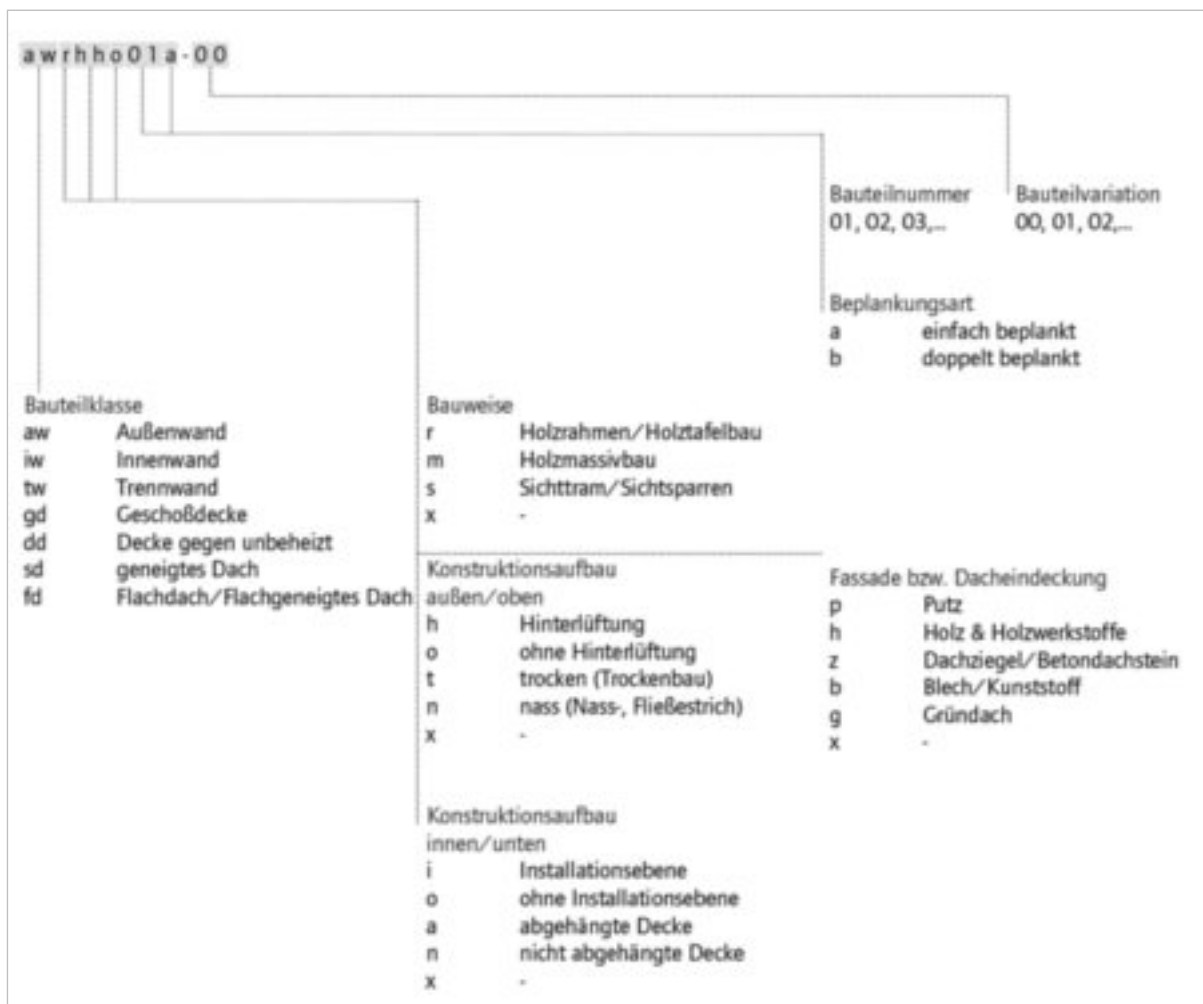 awrhho01a-00
Bauteilnummer
01, 02, 03,...
Bauteilvariation
00, 01, 02,...
Beplankungsart
a einfach beplankt
b doppelt beplankt
Bauteilklasse
aw Außenwand
iw Innenwand
tw Trennwand
gd Geschoßdecke
dd Decke gegen unbeheizt
sd geneigtes Dach
fd Flachdach/Flachgeneigtes Dach
Bauweise
r Holzrahmen/Holztafelbau
m Holzmassivbau
s Sichttram/Sichtsparren
x -
Konstruktionsaufbau
außen/oben
h Hinterlüftung
o ohne Hinterlüftung
t trocken (Trockenbau)
n nass (Nass-, Fließestrich)
x -
Fassade bzw. Dacheindeckung
p Putz
h Holz & Holzwerkstoffe
z Dachziegel/Betondachstein
b Blech/Kunststoff
g Gründach
x -
Konstruktionsaufbau
innen/unten
i Installationsebene
o ohne Installationsebene
a abgehängte Decke
n nicht abgehängte Decke
x -